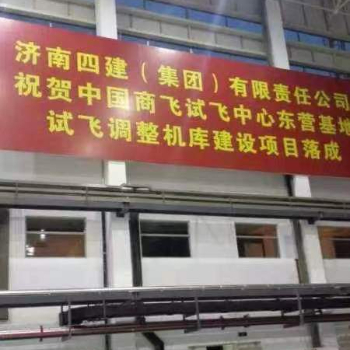 济南四建（集团）有限责任公司
祝贺中国商飞试飞中心东营基地
试飞调整机库建设项目落成